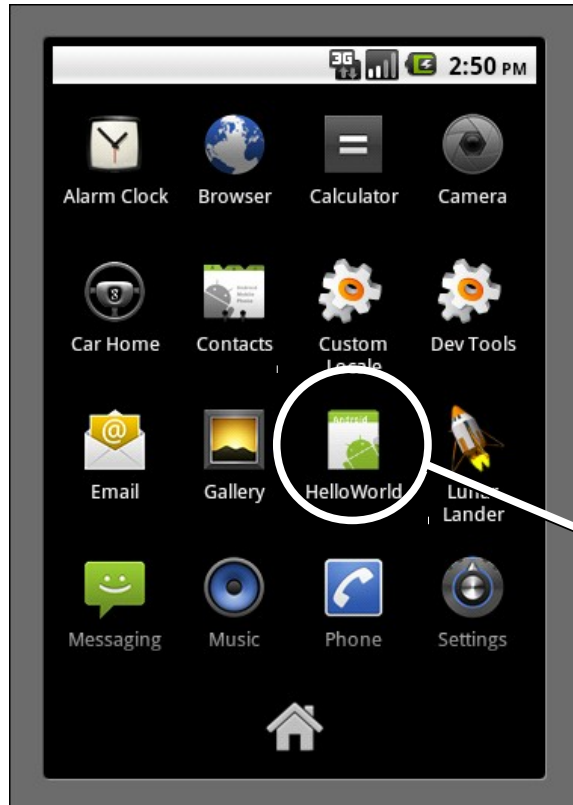 3G 2:50 PM
Alarm Clock Browser Calculator Camera
Car Home Contacts Custom Locale Dev Tools
Android
Email Gallery HelloWorld Lunar Lander
Messaging Music Phone Settings